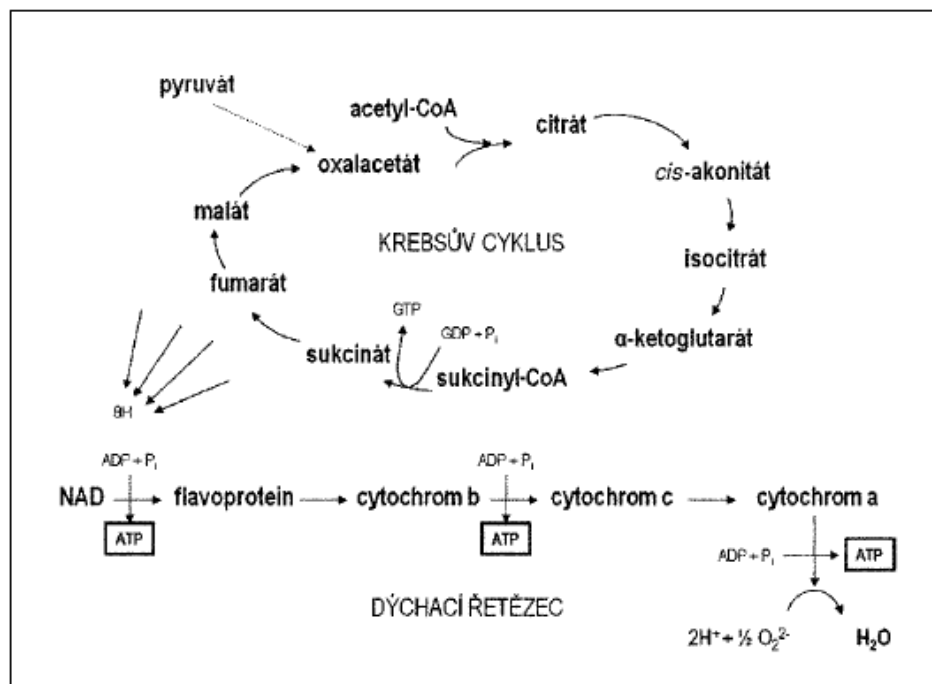 pyruvát
acetyl-CoA
citrát
oxalacetát
cis-akonitát
malát
KREBSŮV CYKLUS
isocitrát
fumarát
GTP
GDP + Pi
α-ketoglutarát
sukcinát
sukcinyl-CoA
8H
ADP + Pi
ADP + Pi
NAD
flavoprotein
cytochrom b
cytochrom c
cytochrom a
ATP
ATP
ADP + Pi
ATP
DÝCHACÍ ŘETĚZEC
2H⁺ + ½ O₂²⁻
H₂O